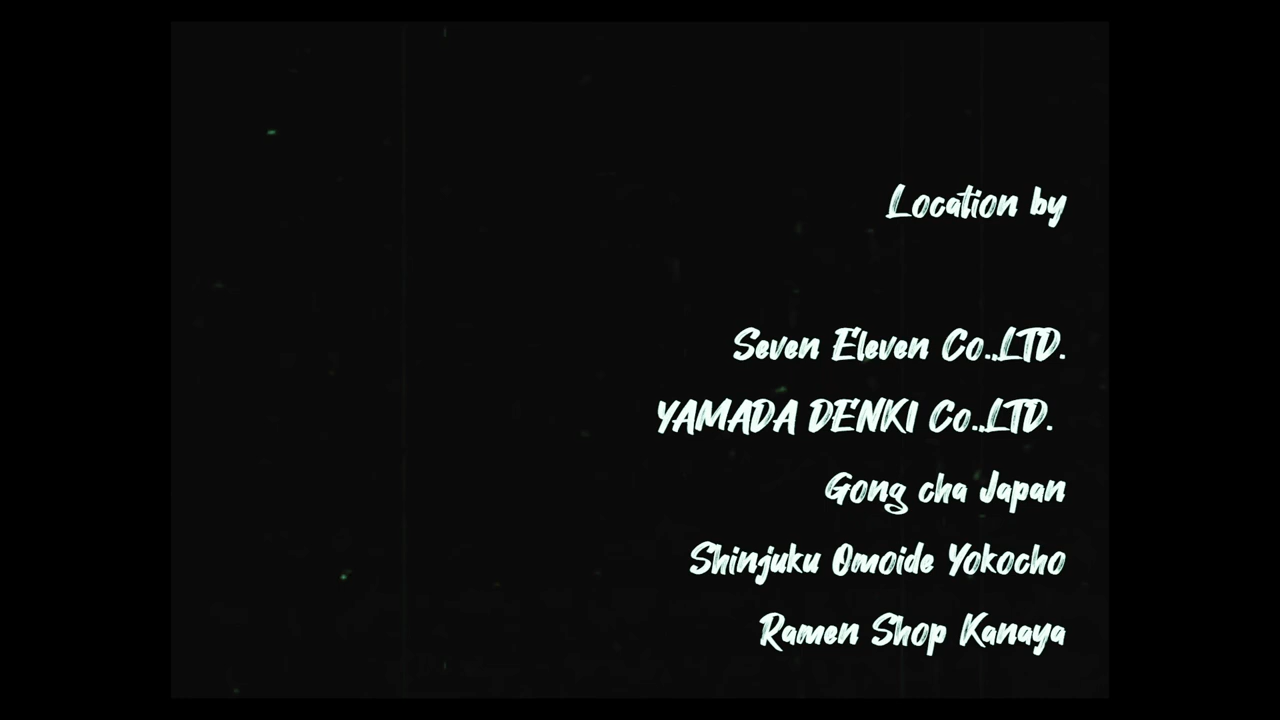 Location by
Seven Eleven Co.,LTD.
YAMADA DENKI Co.,LTD.
Gong cha Japan
Shinjuku Omoide Yokocho
Ramen Shop Kanaya